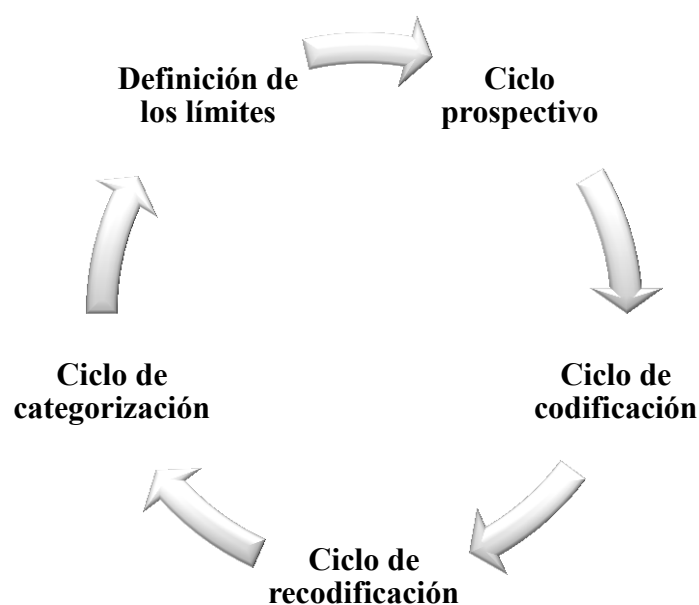 Definición de
los límites
Ciclo
prospectivo
Ciclo de
codificación
Ciclo de
recodificación
Ciclo de
categorización